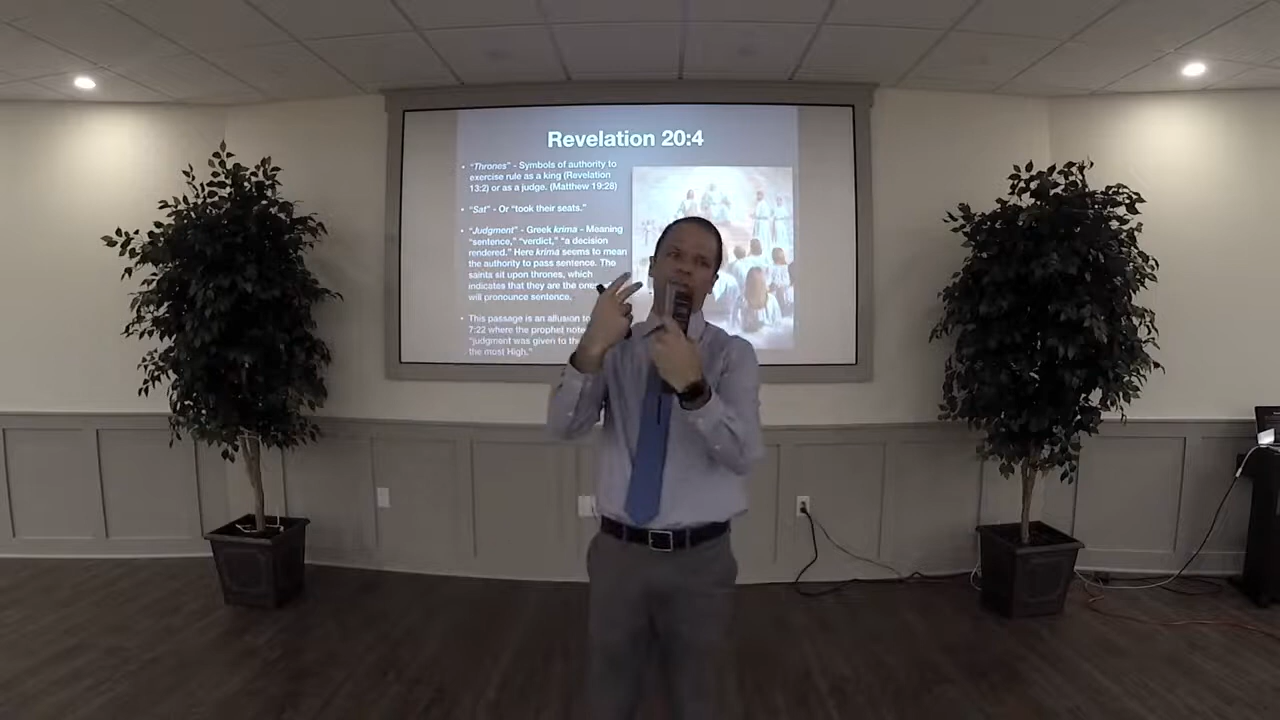 Revelation 20:4
• “Thrones” - Symbols of authority to
exercise rule as a king (Revelation
13:2) or as a judge. (Matthew 19:28)
• “Sat” - Or “took their seats.”
• “Judgment” - Greek krima - Meaning
“sentence,” “verdict,” “a decision
rendered.” Here krima seems to mean
the authority to pass sentence. The
saints sit upon thrones, which
indicates that they are the
will pronounce sentence.
• This passage is an allusion
7:22 where the prophet
“judgment was given to
the most High.”